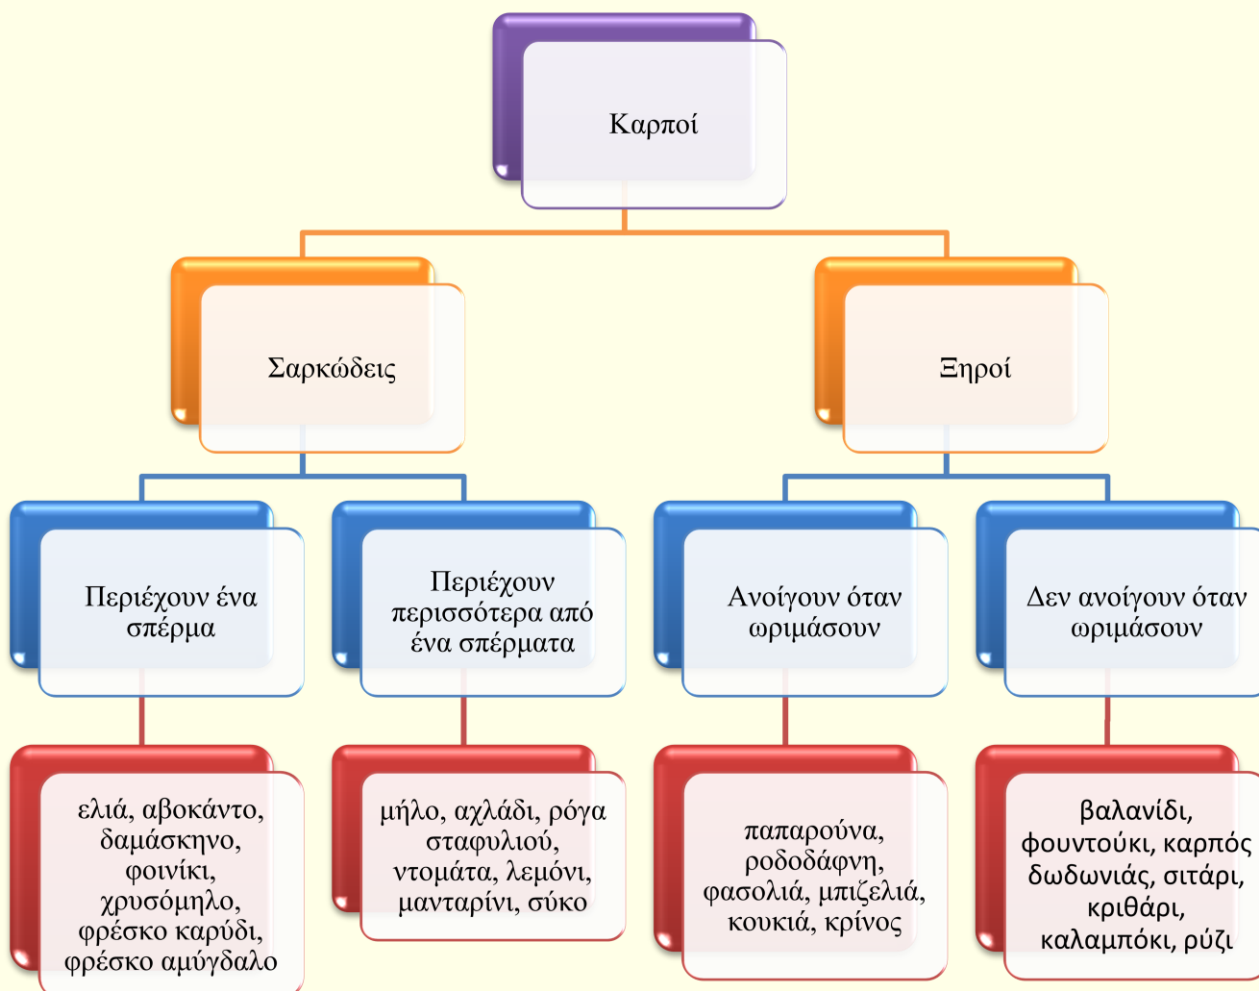 Καρποί
Σαρκώδεις
Ξηροί
Περιέχουν ένα
σπέρμα
Περιέχουν
περισσότερα από
ένα σπέρματα
Ανοίγουν όταν
ωριμάσουν
Δεν ανοίγουν όταν
ωριμάσουν
ελιά, αβοκάντο,
δαμάσκηνο,
φοινίκι,
χρυσόμηλο,
φρέσκο καρύδι,
φρέσκο αμύγδαλο
μήλο, αχλάδι, ρόγα
σταφυλιού,
ντομάτα, λεμόνι,
μανταρίνι, σύκο
παπαρούνα,
ροδοδάφνη,
φασολιά, μπιζελιά,
κουκιά, κρίνος
βαλανίδι,
φουντούκι, καρπός
δωδωνιάς, σιτάρι,
κριθάρι,
καλαμπόκι, ρύζι